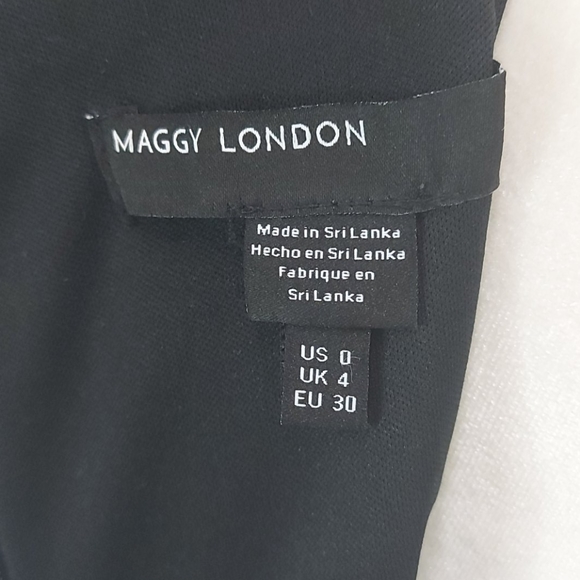 MAGGY LONDON
Made in Sri Lanka
Hecho en Sri Lanka
Fabrique en
Sri Lanka
US 0
UK 4
EU 30